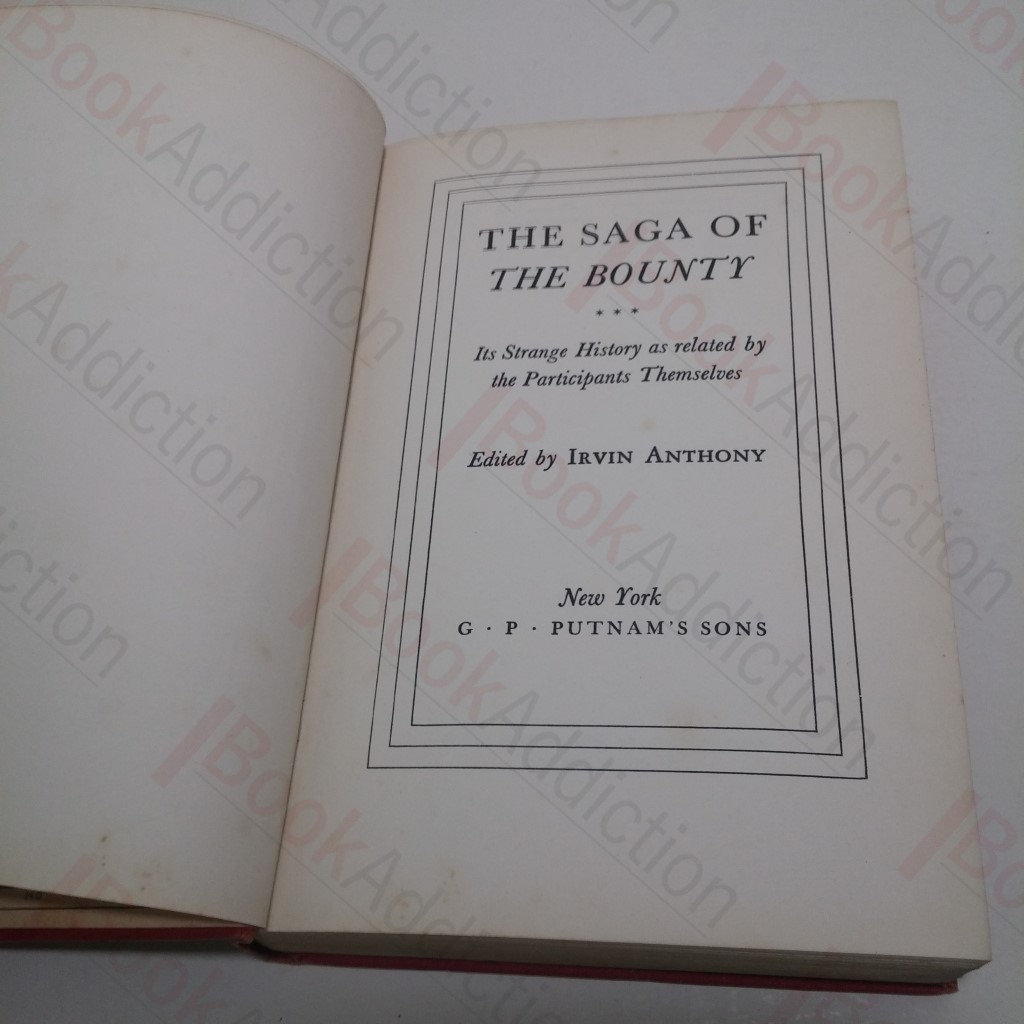 THE SAGA OF
THE BOUNTY
* * *
Its Strange History as related by
the Participants Themselves
Edited by IRVIN ANTHONY
New York
G · P · PUTNAM'S SONS
BookAddiction